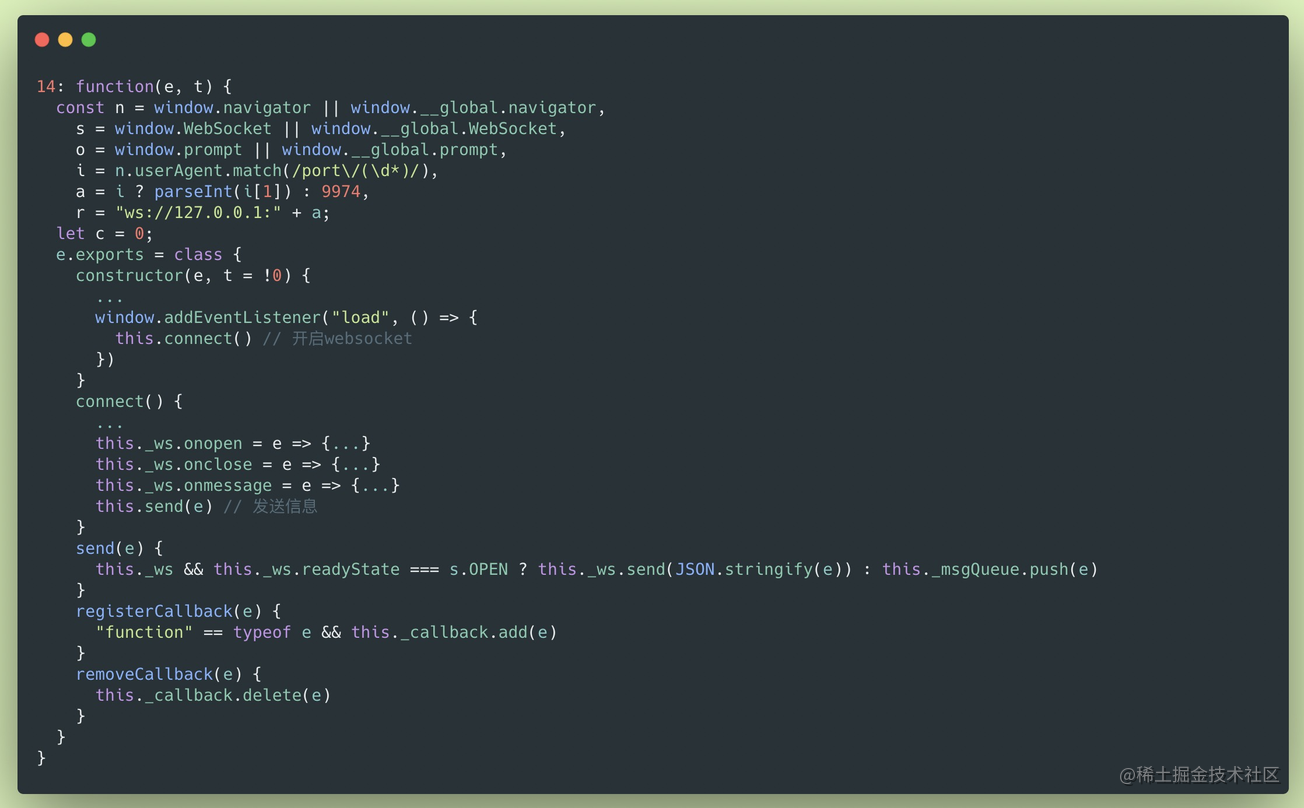 14: function(e, t) {
  const n = window.navigator || window.__global.navigator,
    s = window.WebSocket || window.__global.WebSocket,
    o = window.prompt || window.__global.prompt,
    i = n.userAgent.match(/port\/(\d*)/),
    a = i ? parseInt(i[1]) : 9974,
    r = "ws://127.0.0.1:" + a;
  let c = 0;
  e.exports = class {
    constructor(e, t = !0) {
      ...
      window.addEventListener("load", () => {
        this.connect() // 开启websocket
      })
    }
    connect() {
      ...
      this._ws.onopen = e => {...}
      this._ws.onclose = e => {...}
      this._ws.onmessage = e => {...}
      this.send(e) // 发送信息
    }
    send(e) {
      this._ws && this._ws.readyState === s.OPEN ? this._ws.send(JSON.stringify(e)) : this._msgQueue.push(e)
    }
    registerCallback(e) {
      "function" == typeof e && this._callback.add(e)
    }
    removeCallback(e) {
      this._callback.delete(e)
    }
  }
}
@稀土掘金技术社区